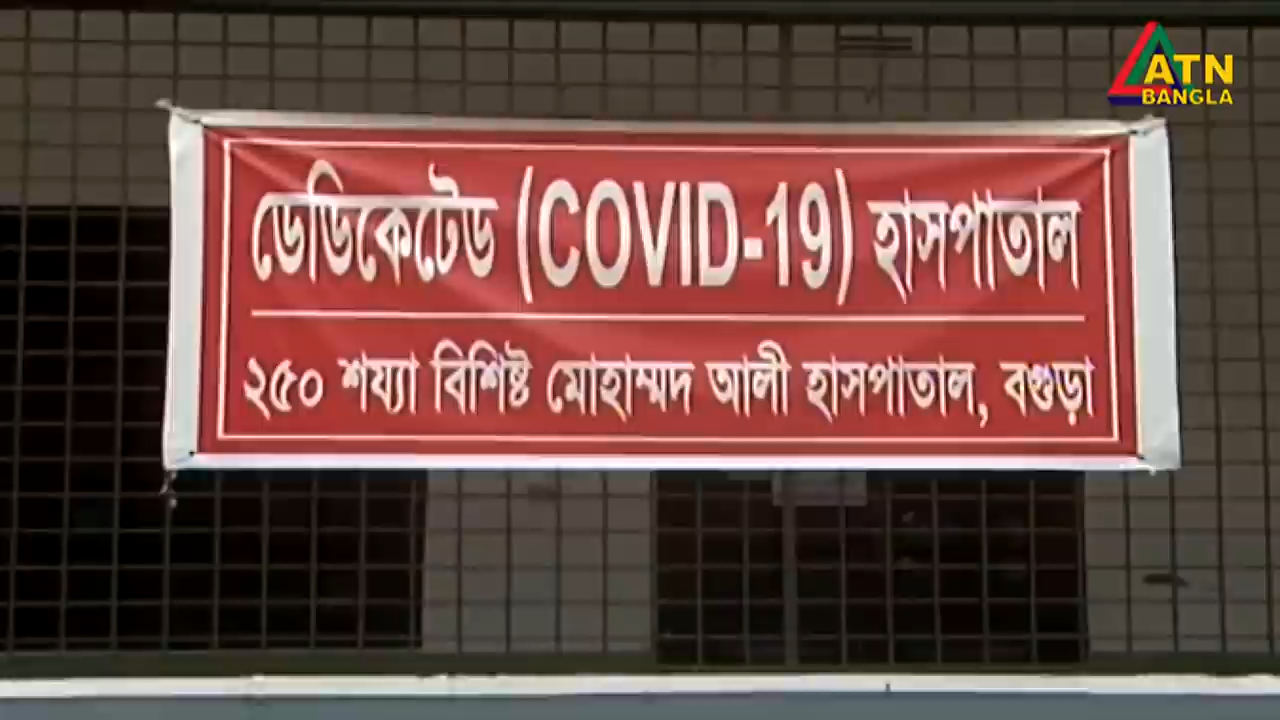 ATN
BANGLA
ডেডিকেটেড (COVID-19) হাসপাতাল
২৫০ শয্যা বিশিষ্ট মোহাম্মদ আলী হাসপাতাল, বগুড়া